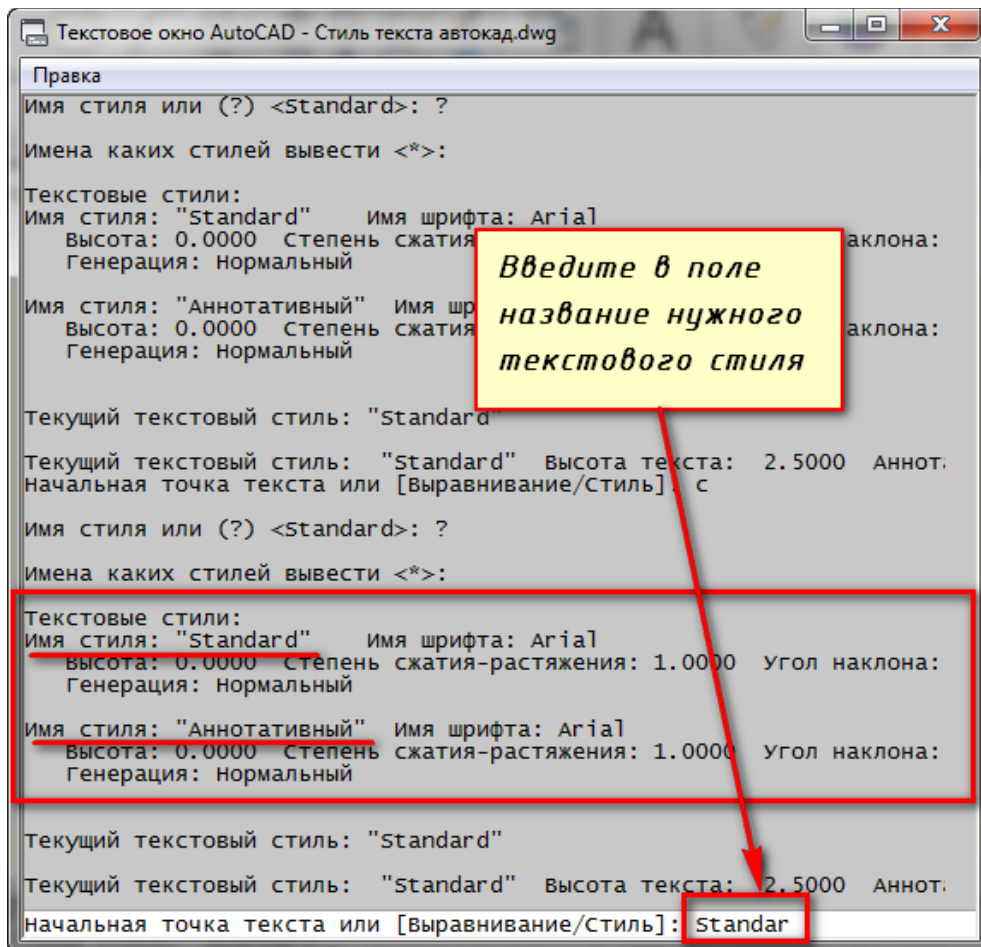 Текстовое окно AutoCAD - Стиль текста автокад.dwg
Правка
Имя стиля или (?) <Standard>: ?
Имена каких стилей вывести <*>:
Текстовые стили:
Имя стиля: "Standard" Имя шрифта: Arial
Высота: 0.0000 Степень сжатия
Генерация: Нормальный
Имя стиля: "Аннотативный" Имя
Высота: 0.0000 Степень сжатия
Генерация: Нормальный
Введите в поле
название нужного
текстового стиля
Текущий текстовый стиль: "Standard"
Текущий текстовый стиль: "Standard" Высота текста: 2.5000
Начальная точка текста или [Выравнивание/Стиль]: с
Имя стиля или (?) <Standard>: ?
Имена каких стилей вывести <*>:
Текстовые стили:
Имя стиля: "Standard" Имя шрифта: Arial
Высота: 0.0000 Степень сжатия-растяжения: 1.0000 Угол наклона:
Генерация: Нормальный
Имя стиля: "Аннотативный" Имя шрифта: Arial
Высота: 0.0000 Степень сжатия-растяжения: 1.0000 Угол наклона:
Генерация: Нормальный
Текущий текстовый стиль: "Standard"
Текущий текстовый стиль: "Standard" Высота текста: 2.5000
Начальная точка текста или [Выравнивание/Стиль]: Standar